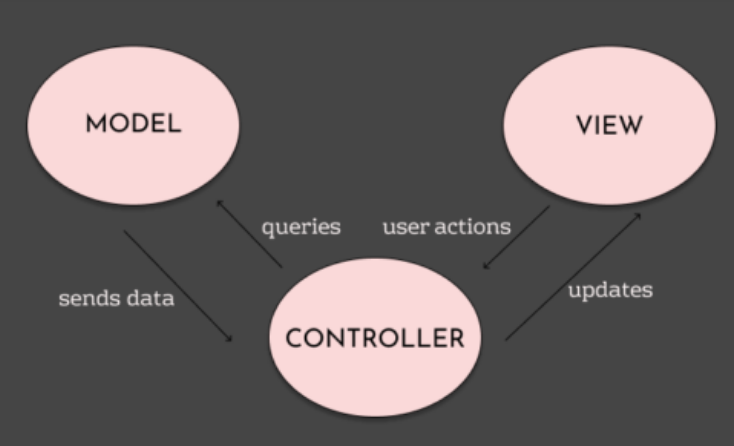 MODEL
VIEW
queries
user actions
sends data
updates
CONTROLLER